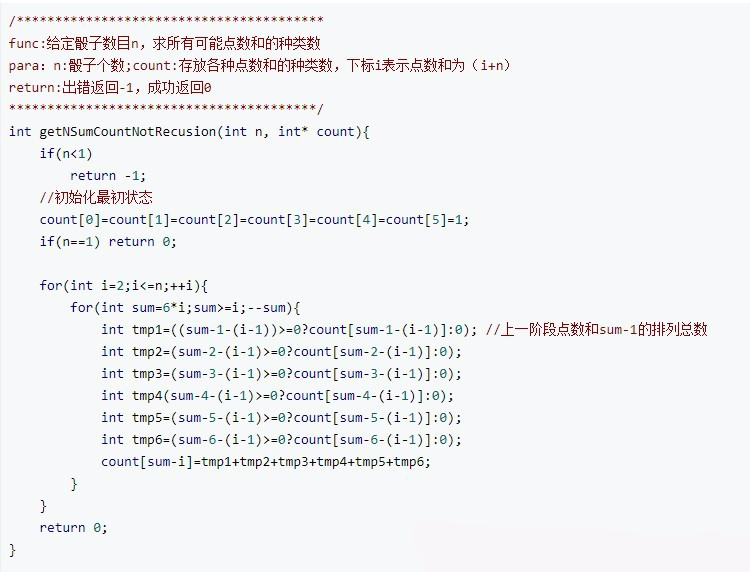 /****************************************
func:给定骰子数目n，求所有可能点数和的种类数
para: n:骰子个数;count:存放各种点数和的种类数，下标i表示点数和为（i+n）
return:出错返回-1，成功返回0
****************************************/
int getNSumCountNotRecusion(int n, int* count){
    if(n<1)
        return -1;
    //初始化最初状态
    count[0]=count[1]=count[2]=count[3]=count[4]=count[5]=1;
    if(n==1) return 0;

    for(int i=2;i<=n;++i){
        for(int sum=6*i;sum>=i;--sum){
            int tmp1=((sum-1-(i-1))>=0?count[sum-1-(i-1)]:0); //上一阶段点数和sum-1的排列总数
            int tmp2=(sum-2-(i-1)>=0?count[sum-2-(i-1)]:0);
            int tmp3=(sum-3-(i-1)>=0?count[sum-3-(i-1)]:0);
            int tmp4(sum-4-(i-1)>=0?count[sum-4-(i-1)]:0);
            int tmp5=(sum-5-(i-1)>=0?count[sum-5-(i-1)]:0);
            int tmp6=(sum-6-(i-1)>=0?count[sum-6-(i-1)]:0);
            count[sum-i]=tmp1+tmp2+tmp3+tmp4+tmp5+tmp6;
        }
    }
    return 0;
}